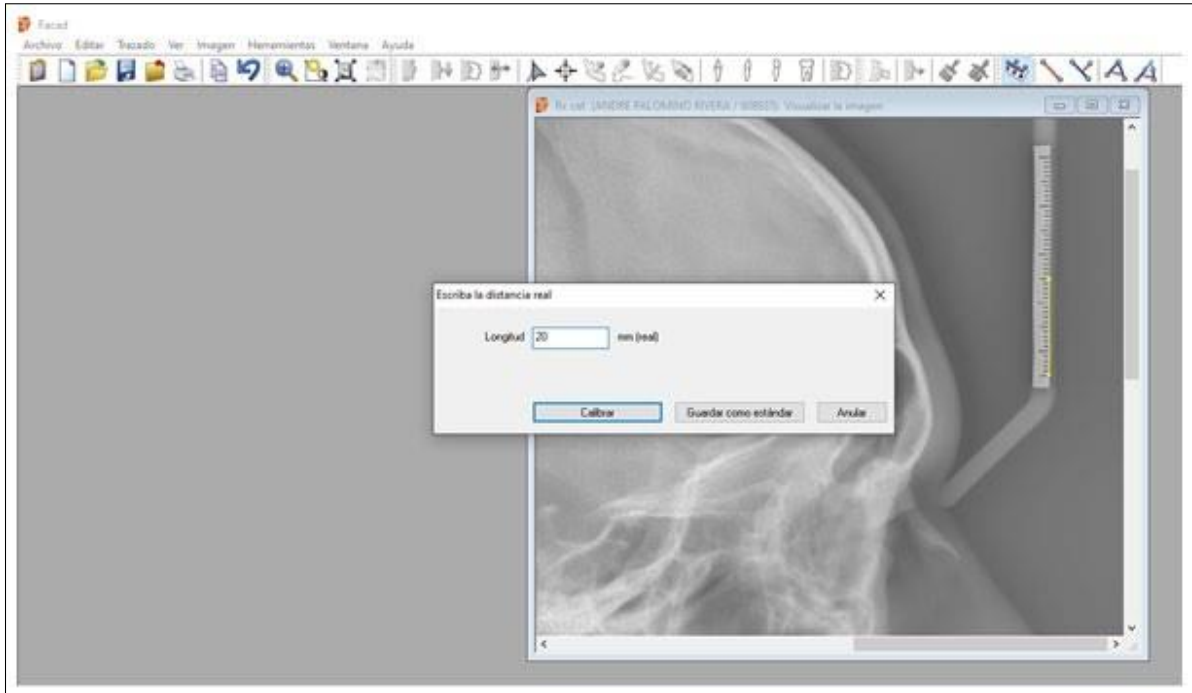 Facad
Archivo Editar Trazado Ver Imagen Herramientas Ventana Ayuda
Visualizar la imagen
Escriba la distancia real
Longitud 20 mm (real)
Calibrar Guardar como estándar Anular